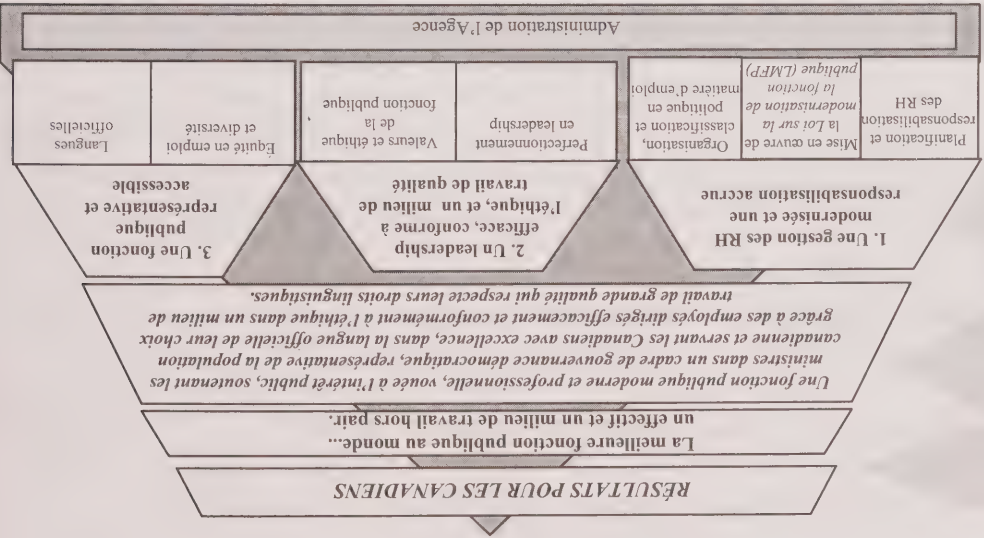 RÉSULTATS POUR LES CANADIENS
La meilleure fonction publique au monde...
un effectif et un milieu de travail hors pair.
Une fonction publique moderne et professionnelle, vouée à l'intérêt public, soutenant les
ministres dans un cadre de gouvernance démocratique, représentative de la population
canadienne et servant les Canadiens avec excellence, dans la langue officielle de leur choix
grâce à des employés dirigés efficacement et conformément à l'éthique dans un milieu de
travail de grande qualité qui respecte leurs droits linguistiques.
1. Une gestion des RH
modernisée et une
responsabilisation accrue
2. Un leadership
efficace, conforme à
l'éthique, et un milieu de
travail de qualité
3. Une fonction
publique
représentative et
accessible
Planification et
responsabilisation
des RH
Mise en œuvre de
la Loi sur la
modernisation de
la fonction
publique (LMFP)
Organisation,
classification et
politique en
matière d'emploi
Perfectionnement
en leadership
Valeurs et éthique
de la
fonction publique
Équité en emploi
et diversité
Langues
officielles
Administration de l'Agence